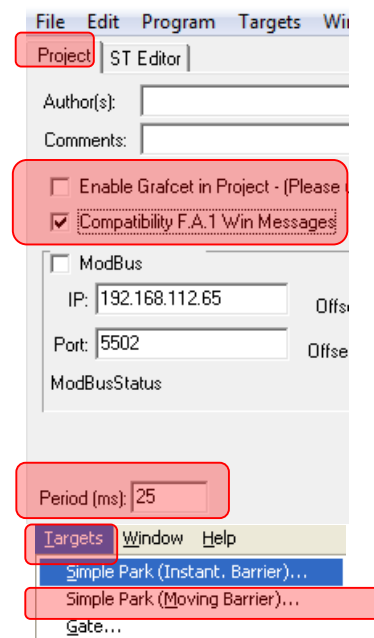 File Edit Program Targets
Project ST Editor
Author(s):
Comments:
Enable Grafcet in Project - (Please
Compatibility F.A.1 Win Messages
ModBus
IP: 192.168.112.65
Port: 5502
ModBusStatus
Period (ms): 25
Targets Window Help
Simple Park (Instant. Barrier)...
Simple Park (Moving Barrier)...
Gate...